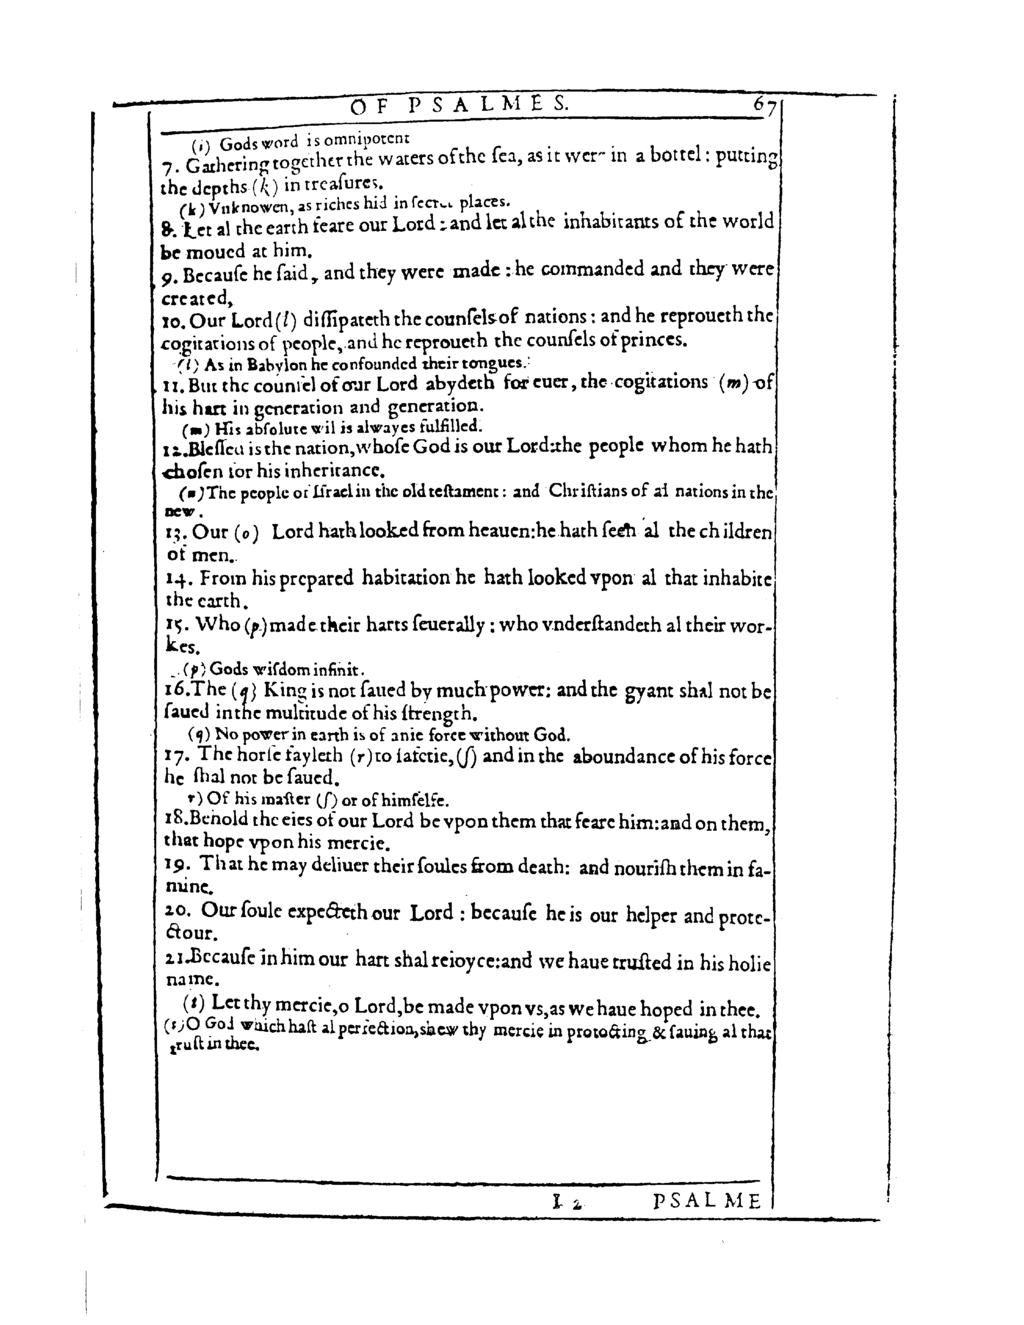 OF PSALMES. 67
(i) Gods word is omnipotent
7. Gathering together the waters of the ſea, as it wer in a bottel : putting
the depths (k) in treaſures.
(k) Vnknowen, as riches hid in places.
8. Let al the earth feare our Lord : and let al the inhabitants of the world
be moued at him.
9. Becauſe he ſaid, and they were made : he commanded and they were
created,
10. Our Lord (l) diſſipateth the counſels of nations : and he reproueth the
cogitations of people, and he reproueth the counſels of princes.
(l) As in Babylon he confounded their tongues.
11. But the counſel of our Lord abydeth for euer, the cogitations (m) of
his hart in generation and generation.
(m) His abſolute wil is alwayes fulfilled.
12. Bleſſed is the nation, whoſe God is our Lord: the people whom he hath
choſen for his inheritance.
(n) The people of Iſrael in the old teſtament : and Chriſtians of al nations in the
new.
13. Our (o) Lord hath looked from heauen: he hath ſeen al the children
of men.
14. From his prepared habitation he hath looked vpon al that inhabite
the earth.
15. Who (p) made their harts ſeuerally ; who vnderſtandeth al their wor-
kes.
(p) Gods wiſdom infinit.
16. The (q) King is not ſaued by much power: and the gyant shal not be
ſaued in the multitude of his ſtrength.
(q) No power in earth is of anie force without God.
17. The horſe fayleth (r) to ſafetie, (ſ) and in the aboundance of his force
he ſhal not be ſaued.
r) Of his maſter (ſ) or of himſelfe.
18. Behold the eies of our Lord be vpon them that feare him: and on them,
that hope vpon his mercie.
19. That he may deliuer their ſoules from death: and nouriſh them in fa-
mine.
20. Our ſoule expecteth our Lord : becauſe he is our helper and prote-
ctour.
21. Becauſe in him our hart shal reioyce: and we haue truſted in his holie
name.
(t) Let thy mercie, o Lord, be made vpon vs, as we haue hoped in thee.
(t) O God which haſt al perfection, shew thy mercie in protecting & ſauing al that
truſt in thee.
I 2 PSALME